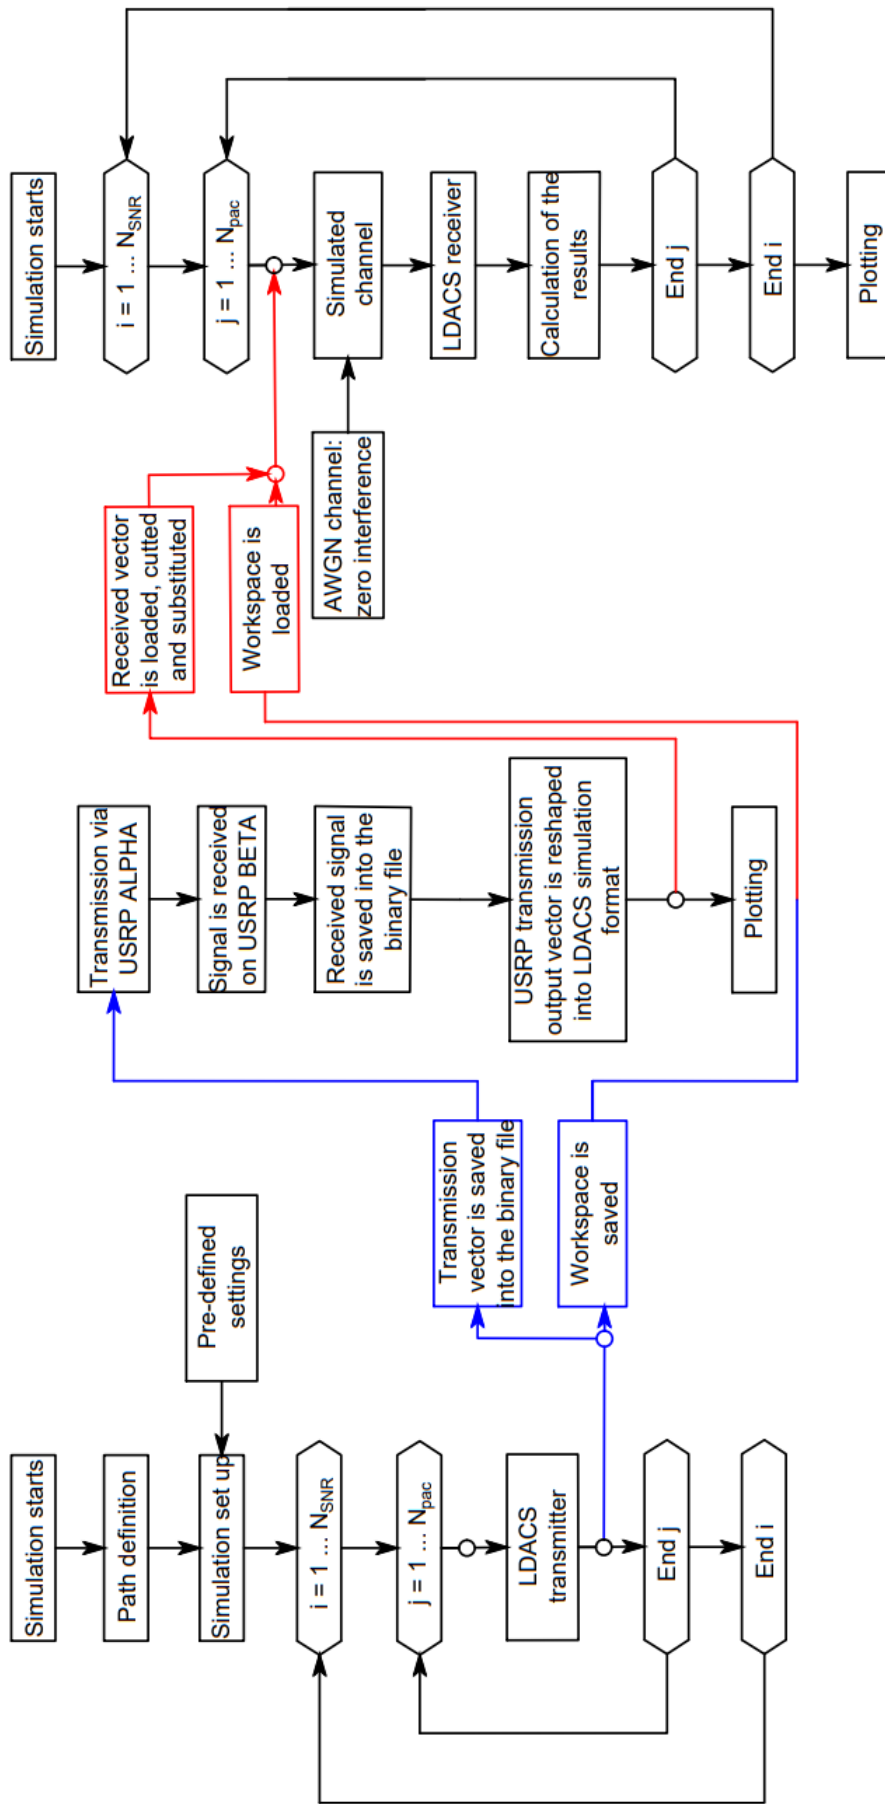 Simulation starts
Path definition
Simulation set up
Pre-defined
settings
i = 1 ... N_SNR
j = 1 ... N_pac
LDACS
transmitter
End j
End i
Transmission
vector is saved
into the binary file
Workspace is
saved
Transmission via
USRP ALPHA
Signal is received
on USRP BETA
Received signal
is saved into the
binary file
USRP transmission
output vector is reshaped
into LDACS simulation
format
Plotting
Received vector
is loaded, cutted
and substituted
Workspace is
loaded
AWGN channel:
zero interference
Simulation starts
i = 1 ... N_SNR
j = 1 ... N_pac
Simulated
channel
LDACS receiver
Calculation of the
results
End j
End i
Plotting